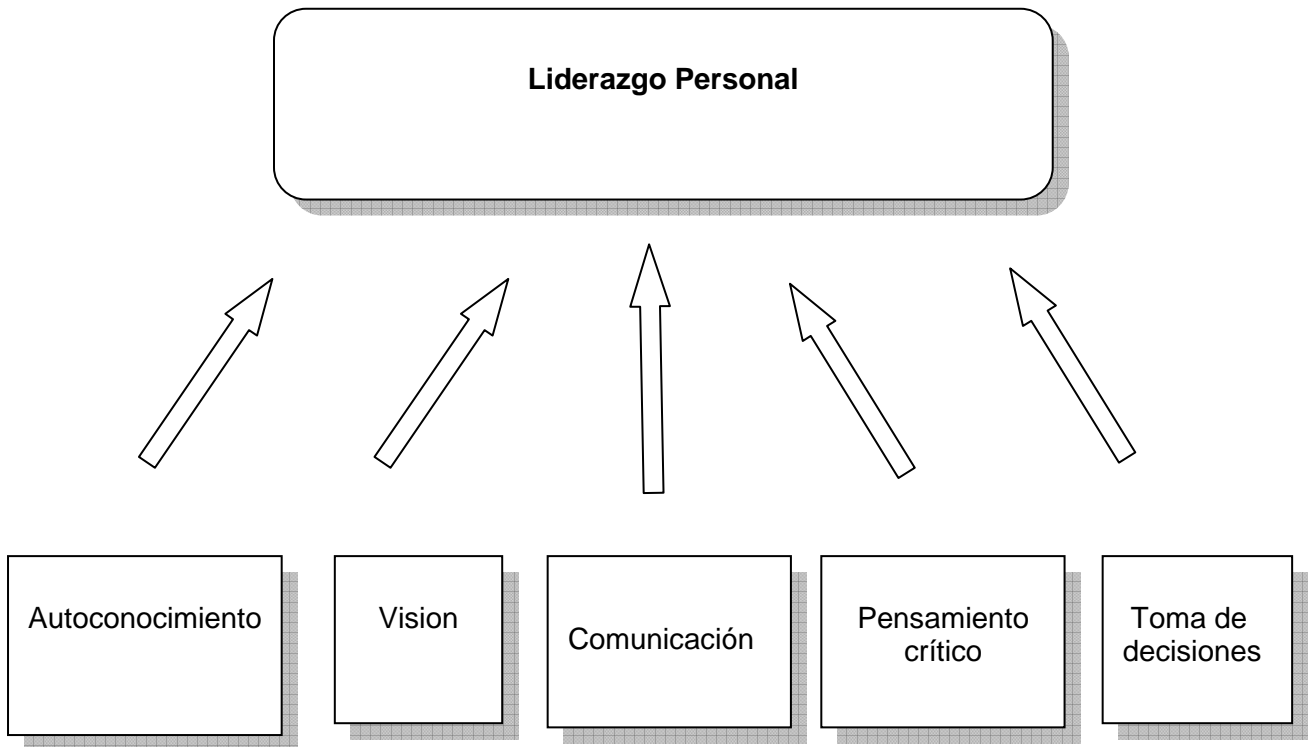 Liderazgo Personal
Autoconocimiento
Vision
Comunicación
Pensamiento
crítico
Toma de
decisiones